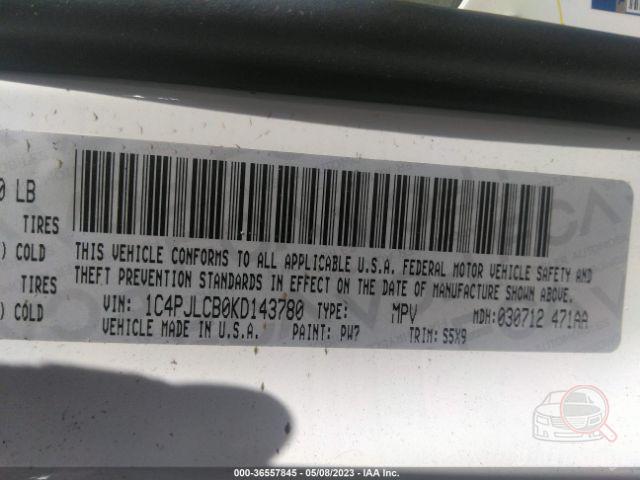 0 LB
TIRES
) COLD
TIRES
) COLD
THIS VEHICLE CONFORMS TO ALL APPLICABLE U.S.A. FEDERAL MOTOR VEHICLE SAFETY AND
THEFT PREVENTION STANDARDS IN EFFECT ON THE DATE OF MANUFACTURE SHOWN ABOVE.
VIN: 1C4PJLCB0KD143780 TYPE: MPV MDH:030712 471AA
VEHICLE MADE IN U.S.A. PAINT: PW7 TRIM: S5X9
000-36557845 - 05/08/2023 - IAA Inc.